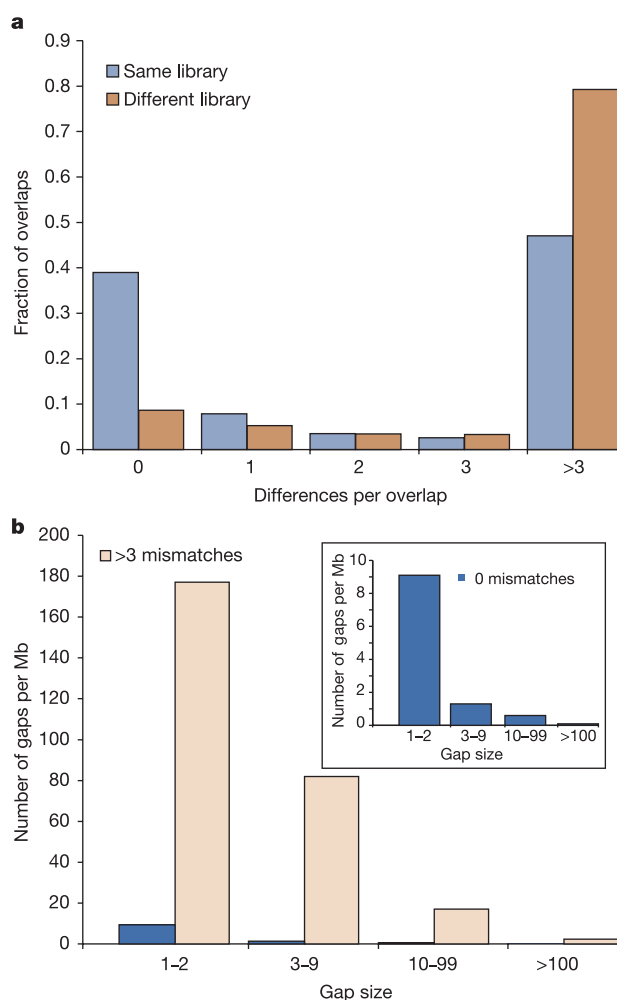 a
0.9
0.8
0.7
0.6
0.5
0.4
0.3
0.2
0.1
0
Fraction of overlaps
Same library
Different library
0 1 2 3 >3
Differences per overlap
b
200
180
160
140
120
100
80
60
40
20
0
Number of gaps per Mb
>3 mismatches
10
8
6
4
2
0
Number of gaps per Mb
0 mismatches
1–2 3–9 10–99 >100
Gap size
1–2 3–9 10–99 >100
Gap size